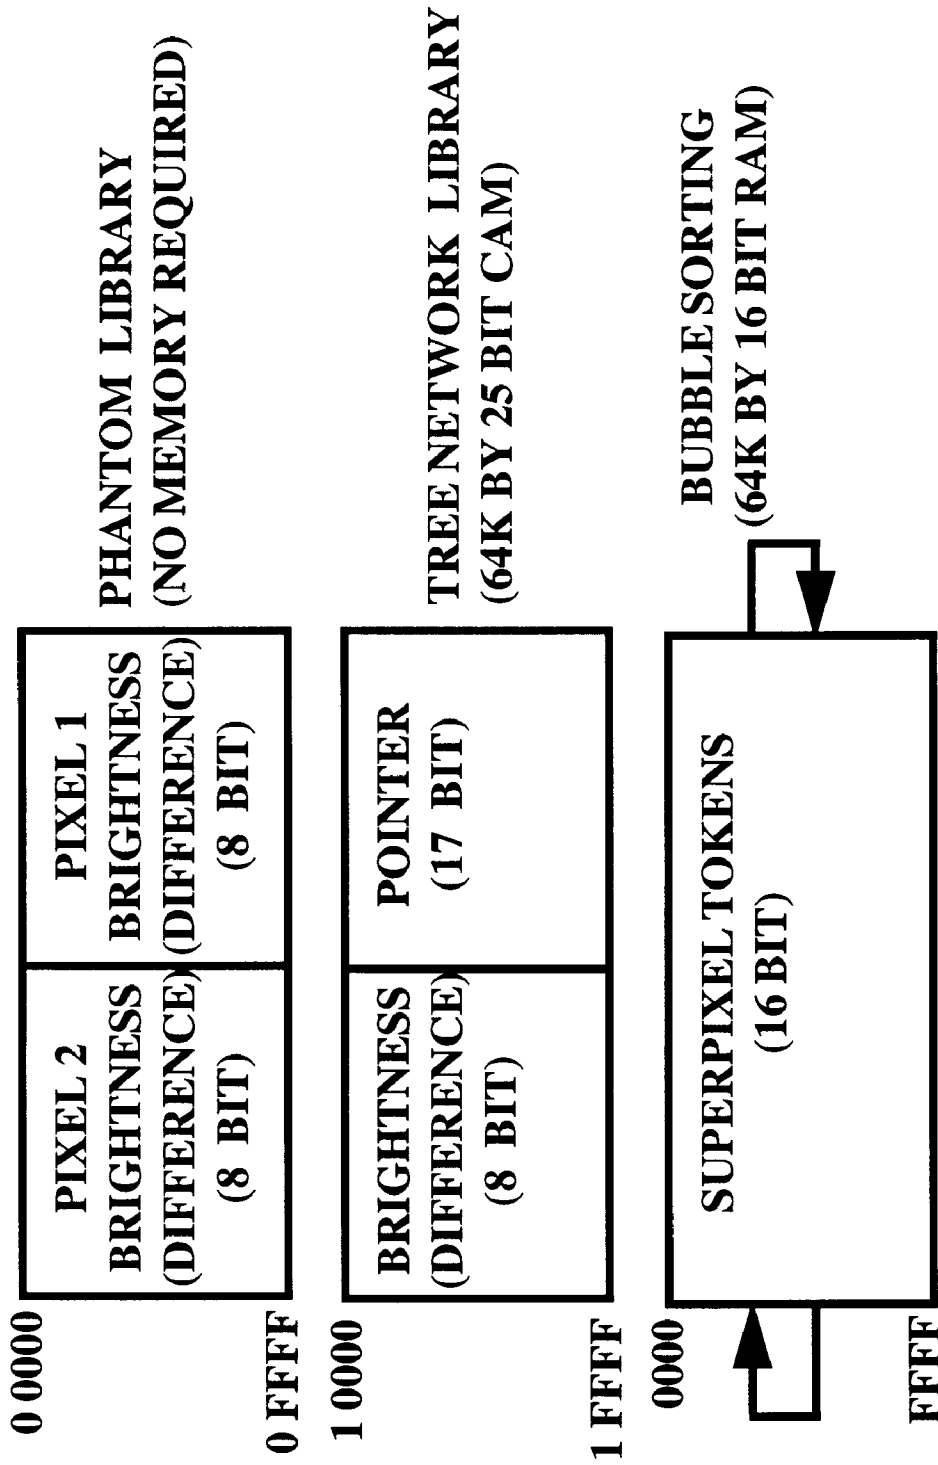 0 0000
PIXEL 2
BRIGHTNESS
(DIFFERENCE)
(8 BIT)
0 FFFF
PIXEL 1
BRIGHTNESS
(DIFFERENCE)
(8 BIT)
PHANTOM LIBRARY
(NO MEMORY REQUIRED)
1 0000
BRIGHTNESS
(DIFFERENCE)
(8 BIT)
1 FFFF
POINTER
(17 BIT)
TREE NETWORK LIBRARY
(64K BY 25 BIT CAM)
0000
SUPERPIXEL TOKENS
(16 BIT)
FFFF
BUBBLE SORTING
(64K BY 16 BIT RAM)